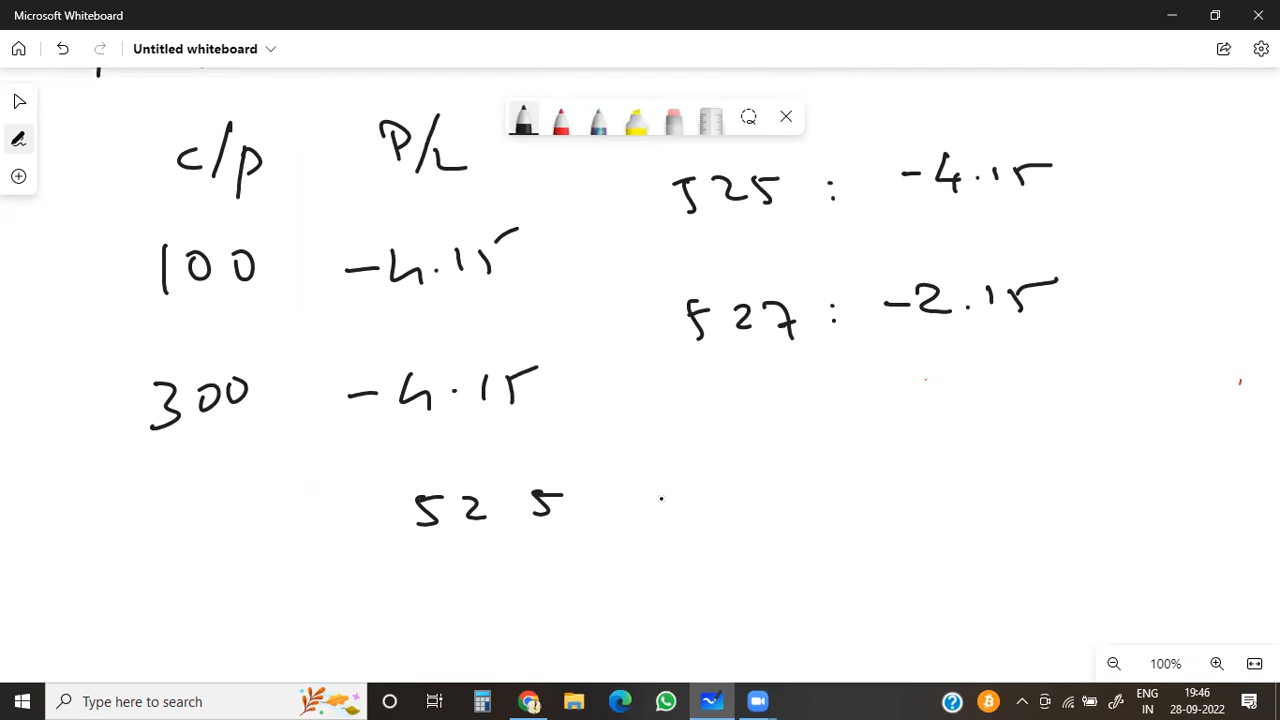 Microsoft Whiteboard
Untitled whiteboard
c/p P/L
100 -4.15
300 -4.15
525 : -4.15
527 : -2.15
525
100%
Type here to search
ENG
IN
19:46
28-09-2022